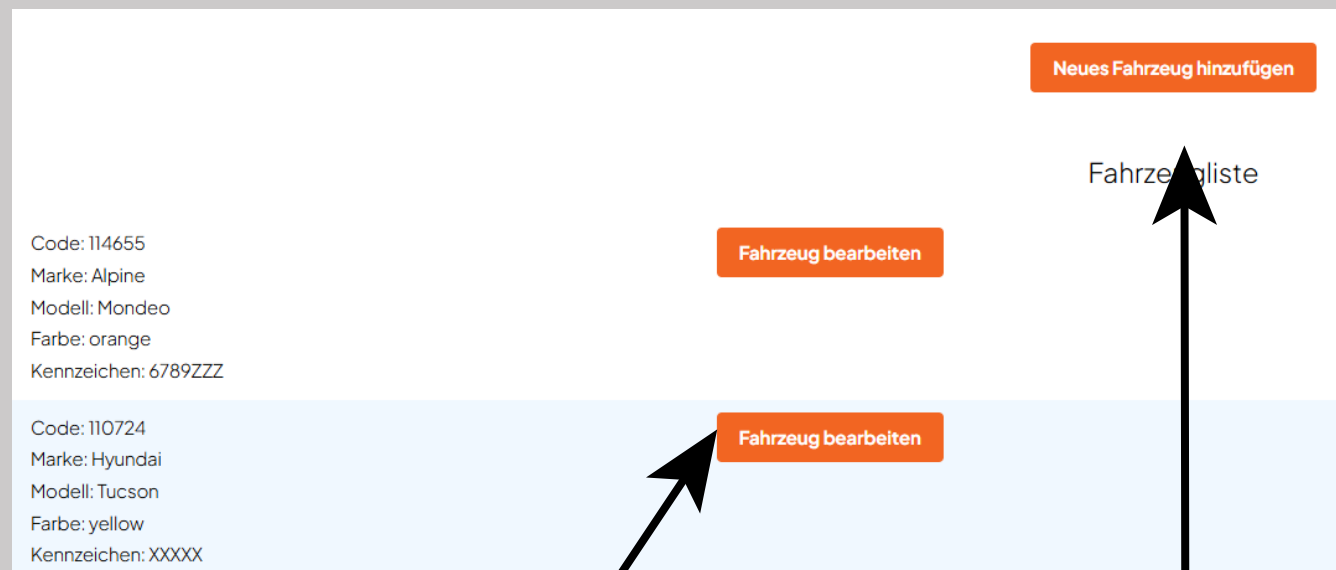 Neues Fahrzeug hinzufügen
Fahrzeugliste
Code: 114655
Fahrzeug bearbeiten
Marke: Alpine
Modell: Mondeo
Farbe: orange
Kennzeichen: 6789ZZZ
Code: 110724
Fahrzeug bearbeiten
Marke: Hyundai
Modell: Tucson
Farbe: yellow
Kennzeichen: XXXXX